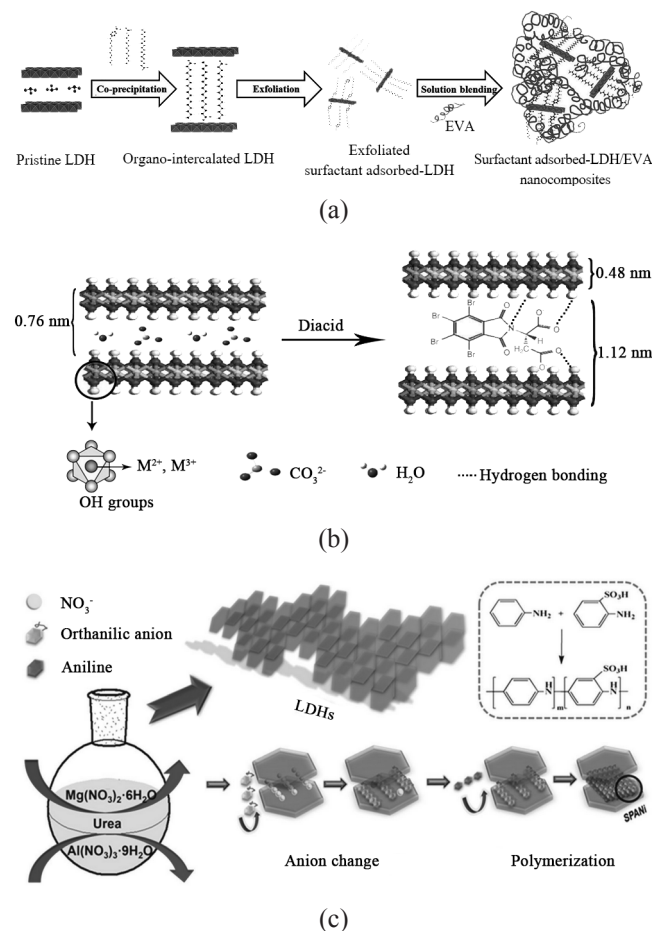 Co-precipitation
Exfoliation
Solution blending
EVA
Pristine LDH
Organo-intercalated LDH
Exfoliated
surfactant adsorbed-LDH
Surfactant adsorbed-LDH/EVA
nanocomposites
(a)
0.76 nm
Diacid
0.48 nm
1.12 nm
Br
Br
Br
Br
O
O
N
O
O
H
H₂C
O
O
M²⁺, M³⁺
OH groups
CO₃²⁻
H₂O
Hydrogen bonding
(b)
NO₃⁻
Orthanilic anion
Aniline
LDHs
SO₃H
NH₂ +
NH₂
SO₃H
H
N
m
H
N
n
Mg(NO₃)₂·6H₂O
Urea
Al(NO₃)₃·9H₂O
SPANi
Anion change
Polymerization
(c)